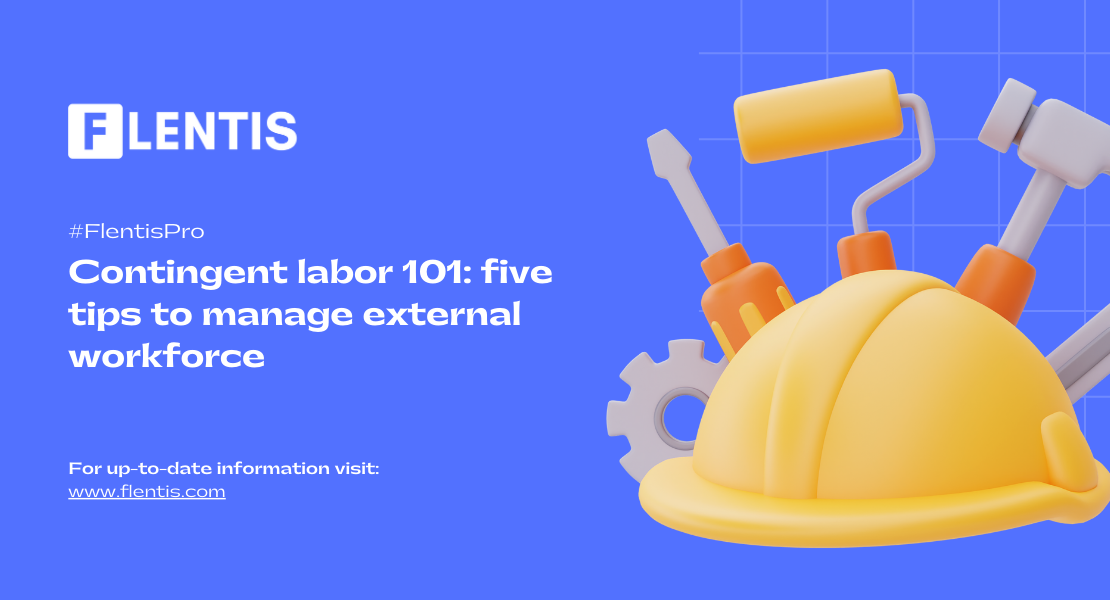 FLENTIS
#FlentisPro
Contingent labor 101: five
tips to manage external
workforce
For up-to-date information visit:
www.flentis.com